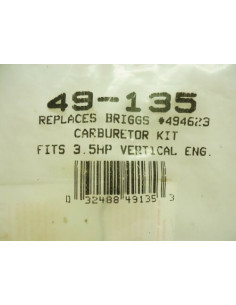 49-135
REPLACES BRIGGS #494623
CARBURETOR KIT
FITS 3.5HP VERTICAL ENG.
0 32488 49135 3